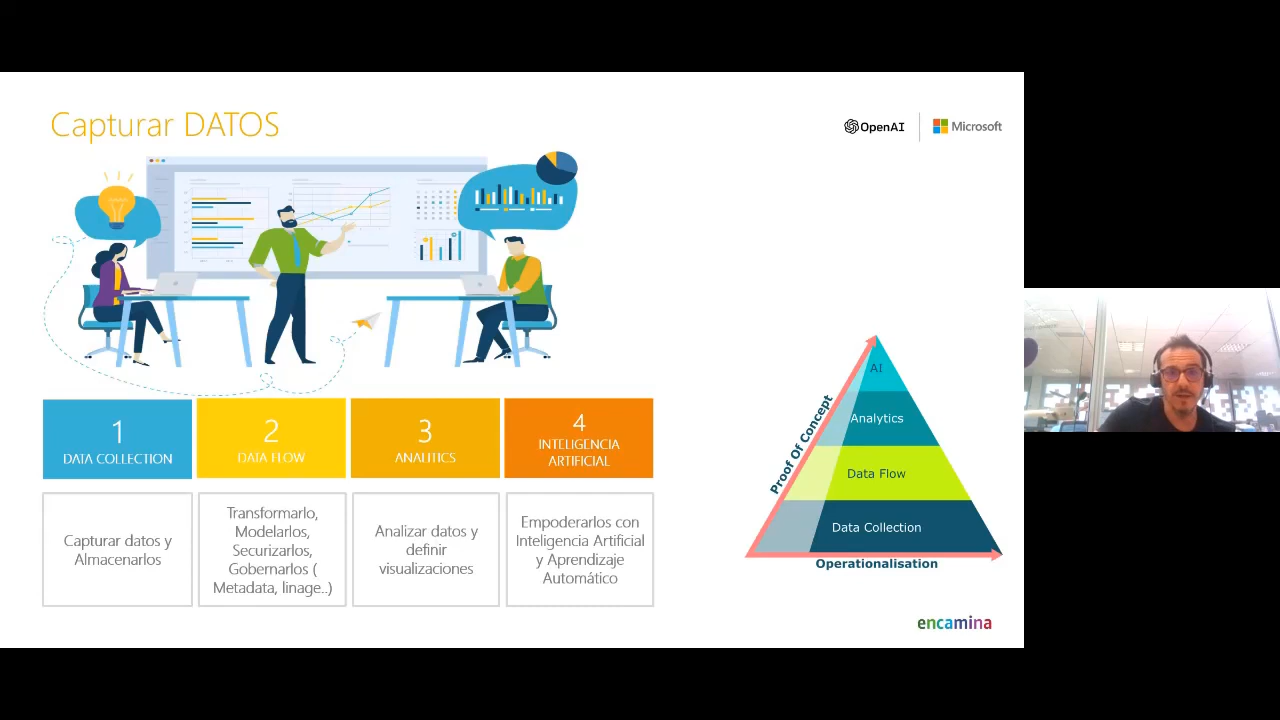 Capturar DATOS
OpenAI
Microsoft
1
DATA COLLECTION
2
DATA FLOW
3
ANALITICS
4
INTELIGENCIA
ARTIFICIAL
Capturar datos y
Almacenarlos
Transformarlo,
Modelarlos,
Securizarlos,
Gobernarlos (
Metadata, linage..)
Analizar datos y
definir
visualizaciones
Empoderarlos con
Inteligencia Artificial
y Aprendizaje
Automático
Proof Of Concept
AI
Analytics
Data Flow
Data Collection
Operationalisation
encamina